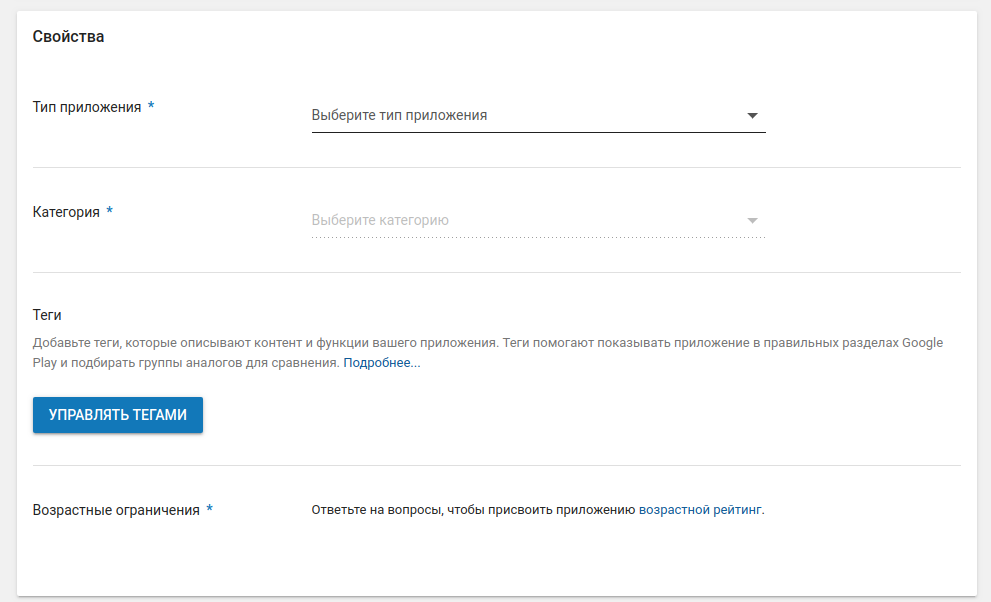 Свойства
Тип приложения *
Выберите тип приложения
Категория *
Выберите категорию
Теги
Добавьте теги, которые описывают контент и функции вашего приложения. Теги помогают показывать приложение в правильных разделах Google
Play и подбирать группы аналогов для сравнения. Подробнее...
УПРАВЛЯТЬ ТЕГАМИ
Возрастные ограничения *
Ответьте на вопросы, чтобы присвоить приложению возрастной рейтинг.